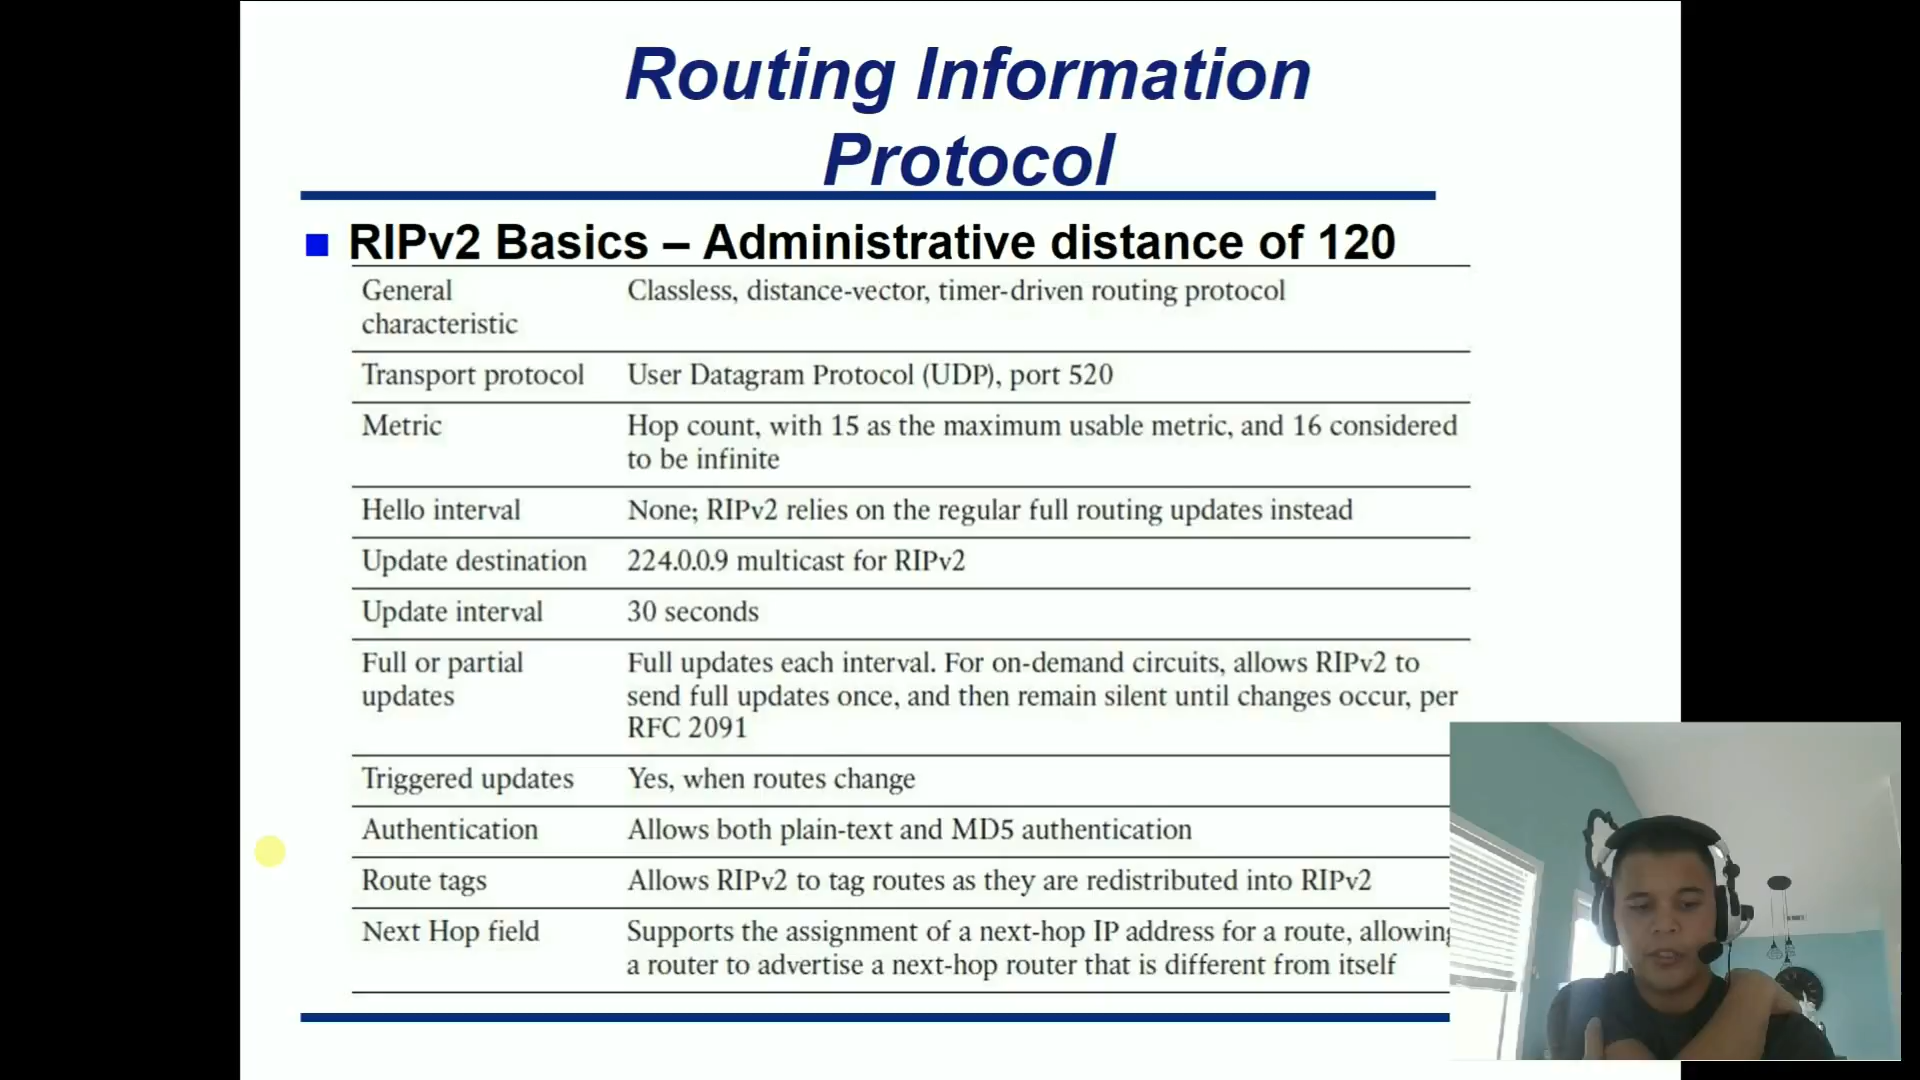 Routing Information
Protocol
RIPv2 Basics – Administrative distance of 120
General Classless, distance-vector, timer-driven routing protocol
characteristic
Transport protocol User Datagram Protocol (UDP), port 520
Metric Hop count, with 15 as the maximum usable metric, and 16 considered
to be infinite
Hello interval None; RIPv2 relies on the regular full routing updates instead
Update destination 224.0.0.9 multicast for RIPv2
Update interval 30 seconds
Full or partial Full updates each interval. For on-demand circuits, allows RIPv2 to
updates send full updates once, and then remain silent until changes occur, per
RFC 2091
Triggered updates Yes, when routes change
Authentication Allows both plain-text and MD5 authentication
Route tags Allows RIPv2 to tag routes as they are redistributed into RIPv2
Next Hop field Supports the assignment of a next-hop IP address for a route, allowing
a router to advertise a next-hop router that is different from itself